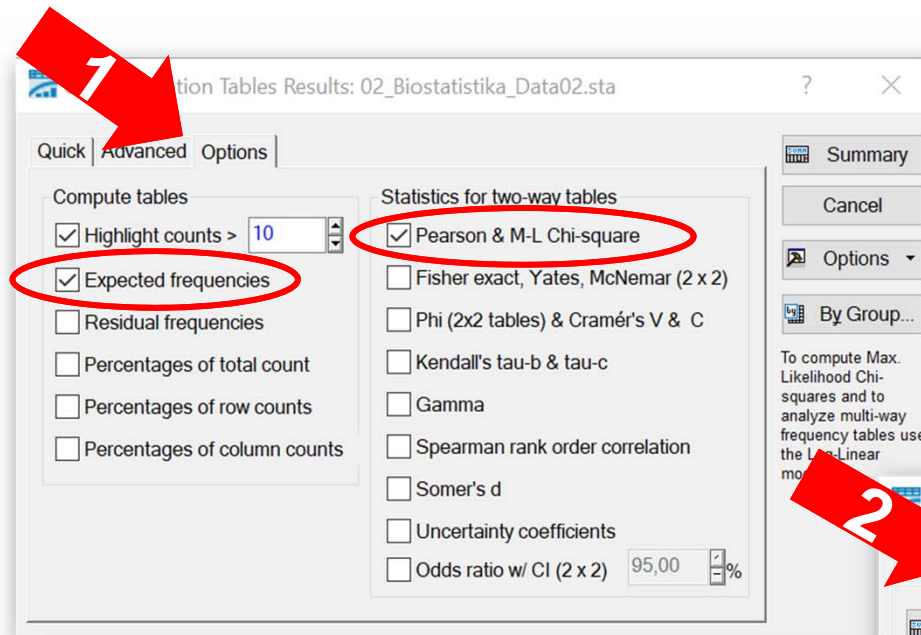 1
tion Tables Results: 02_Biostatistika_Data02.sta ?
Quick Advanced Options
Compute tables
Highlight counts > 10
Expected frequencies
Residual frequencies
Percentages of total count
Percentages of row counts
Percentages of column counts
Statistics for two-way tables
Pearson & M-L Chi-square
Fisher exact, Yates, McNemar (2 x 2)
Phi (2x2 tables) & Cramér's V & C
Kendall's tau-b & tau-c
Gamma
Spearman rank order correlation
Somer's d
Uncertainty coefficients
Odds ratio w/ CI (2 x 2) 95,00 %
Summary
Cancel
Options
By Group...
To compute Max.
Likelihood Chi-
squares and to
analyze multi-way
frequency tables use
the Log-Linear
2